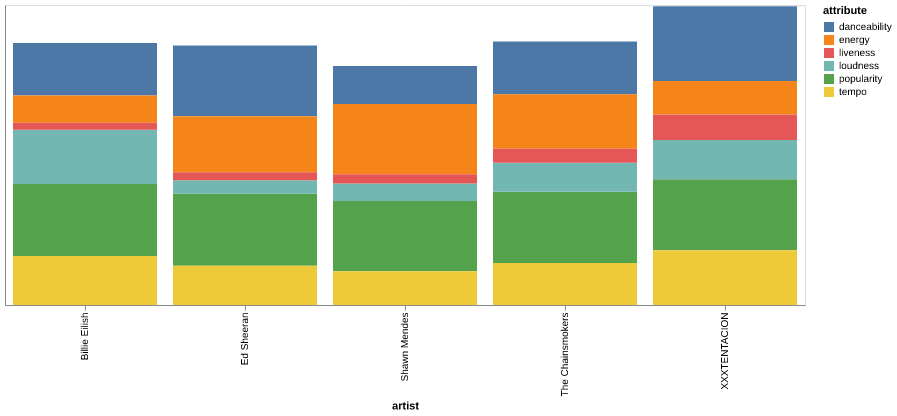 attribute
danceability
energy
liveness
loudness
popularity
tempo
Billie Eilish
Ed Sheeran
Shawn Mendes
The Chainsmokers
XXXTENTACION
artist